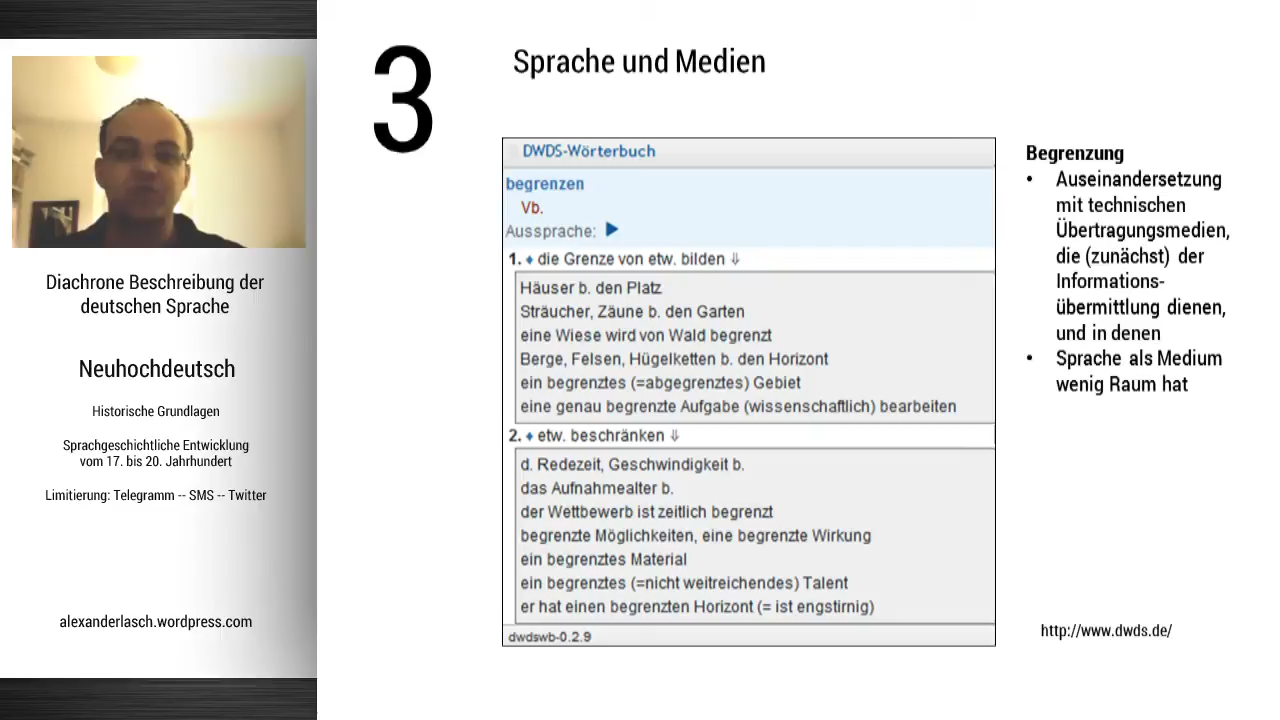 Diachrone Beschreibung der
deutschen Sprache
Neuhochdeutsch
Historische Grundlagen
Sprachgeschichtliche Entwicklung
vom 17. bis 20. Jahrhundert
Limitierung: Telegramm -- SMS -- Twitter
alexanderlasch.wordpress.com
3
Sprache und Medien
DWDS-Wörterbuch
begrenzen
Vb.
Aussprache:
1. ♦ die Grenze von etw. bilden ⇓
Häuser b. den Platz
Sträucher, Zäune b. den Garten
eine Wiese wird von Wald begrenzt
Berge, Felsen, Hügelketten b. den Horizont
ein begrenztes (=abgegrenztes) Gebiet
eine genau begrenzte Aufgabe (wissenschaftlich) bearbeiten
2. ♦ etw. beschränken ⇓
d. Redezeit, Geschwindigkeit b.
das Aufnahmealter b.
der Wettbewerb ist zeitlich begrenzt
begrenzte Möglichkeiten, eine begrenzte Wirkung
ein begrenztes Material
ein begrenztes (=nicht weitreichendes) Talent
er hat einen begrenzten Horizont (= ist engstirnig)
dwdswb-0.2.9
Begrenzung
• Auseinandersetzung
mit technischen
Übertragungsmedien,
die (zunächst) der
Informations-
übermittlung dienen,
und in denen
• Sprache als Medium
wenig Raum hat
http://www.dwds.de/